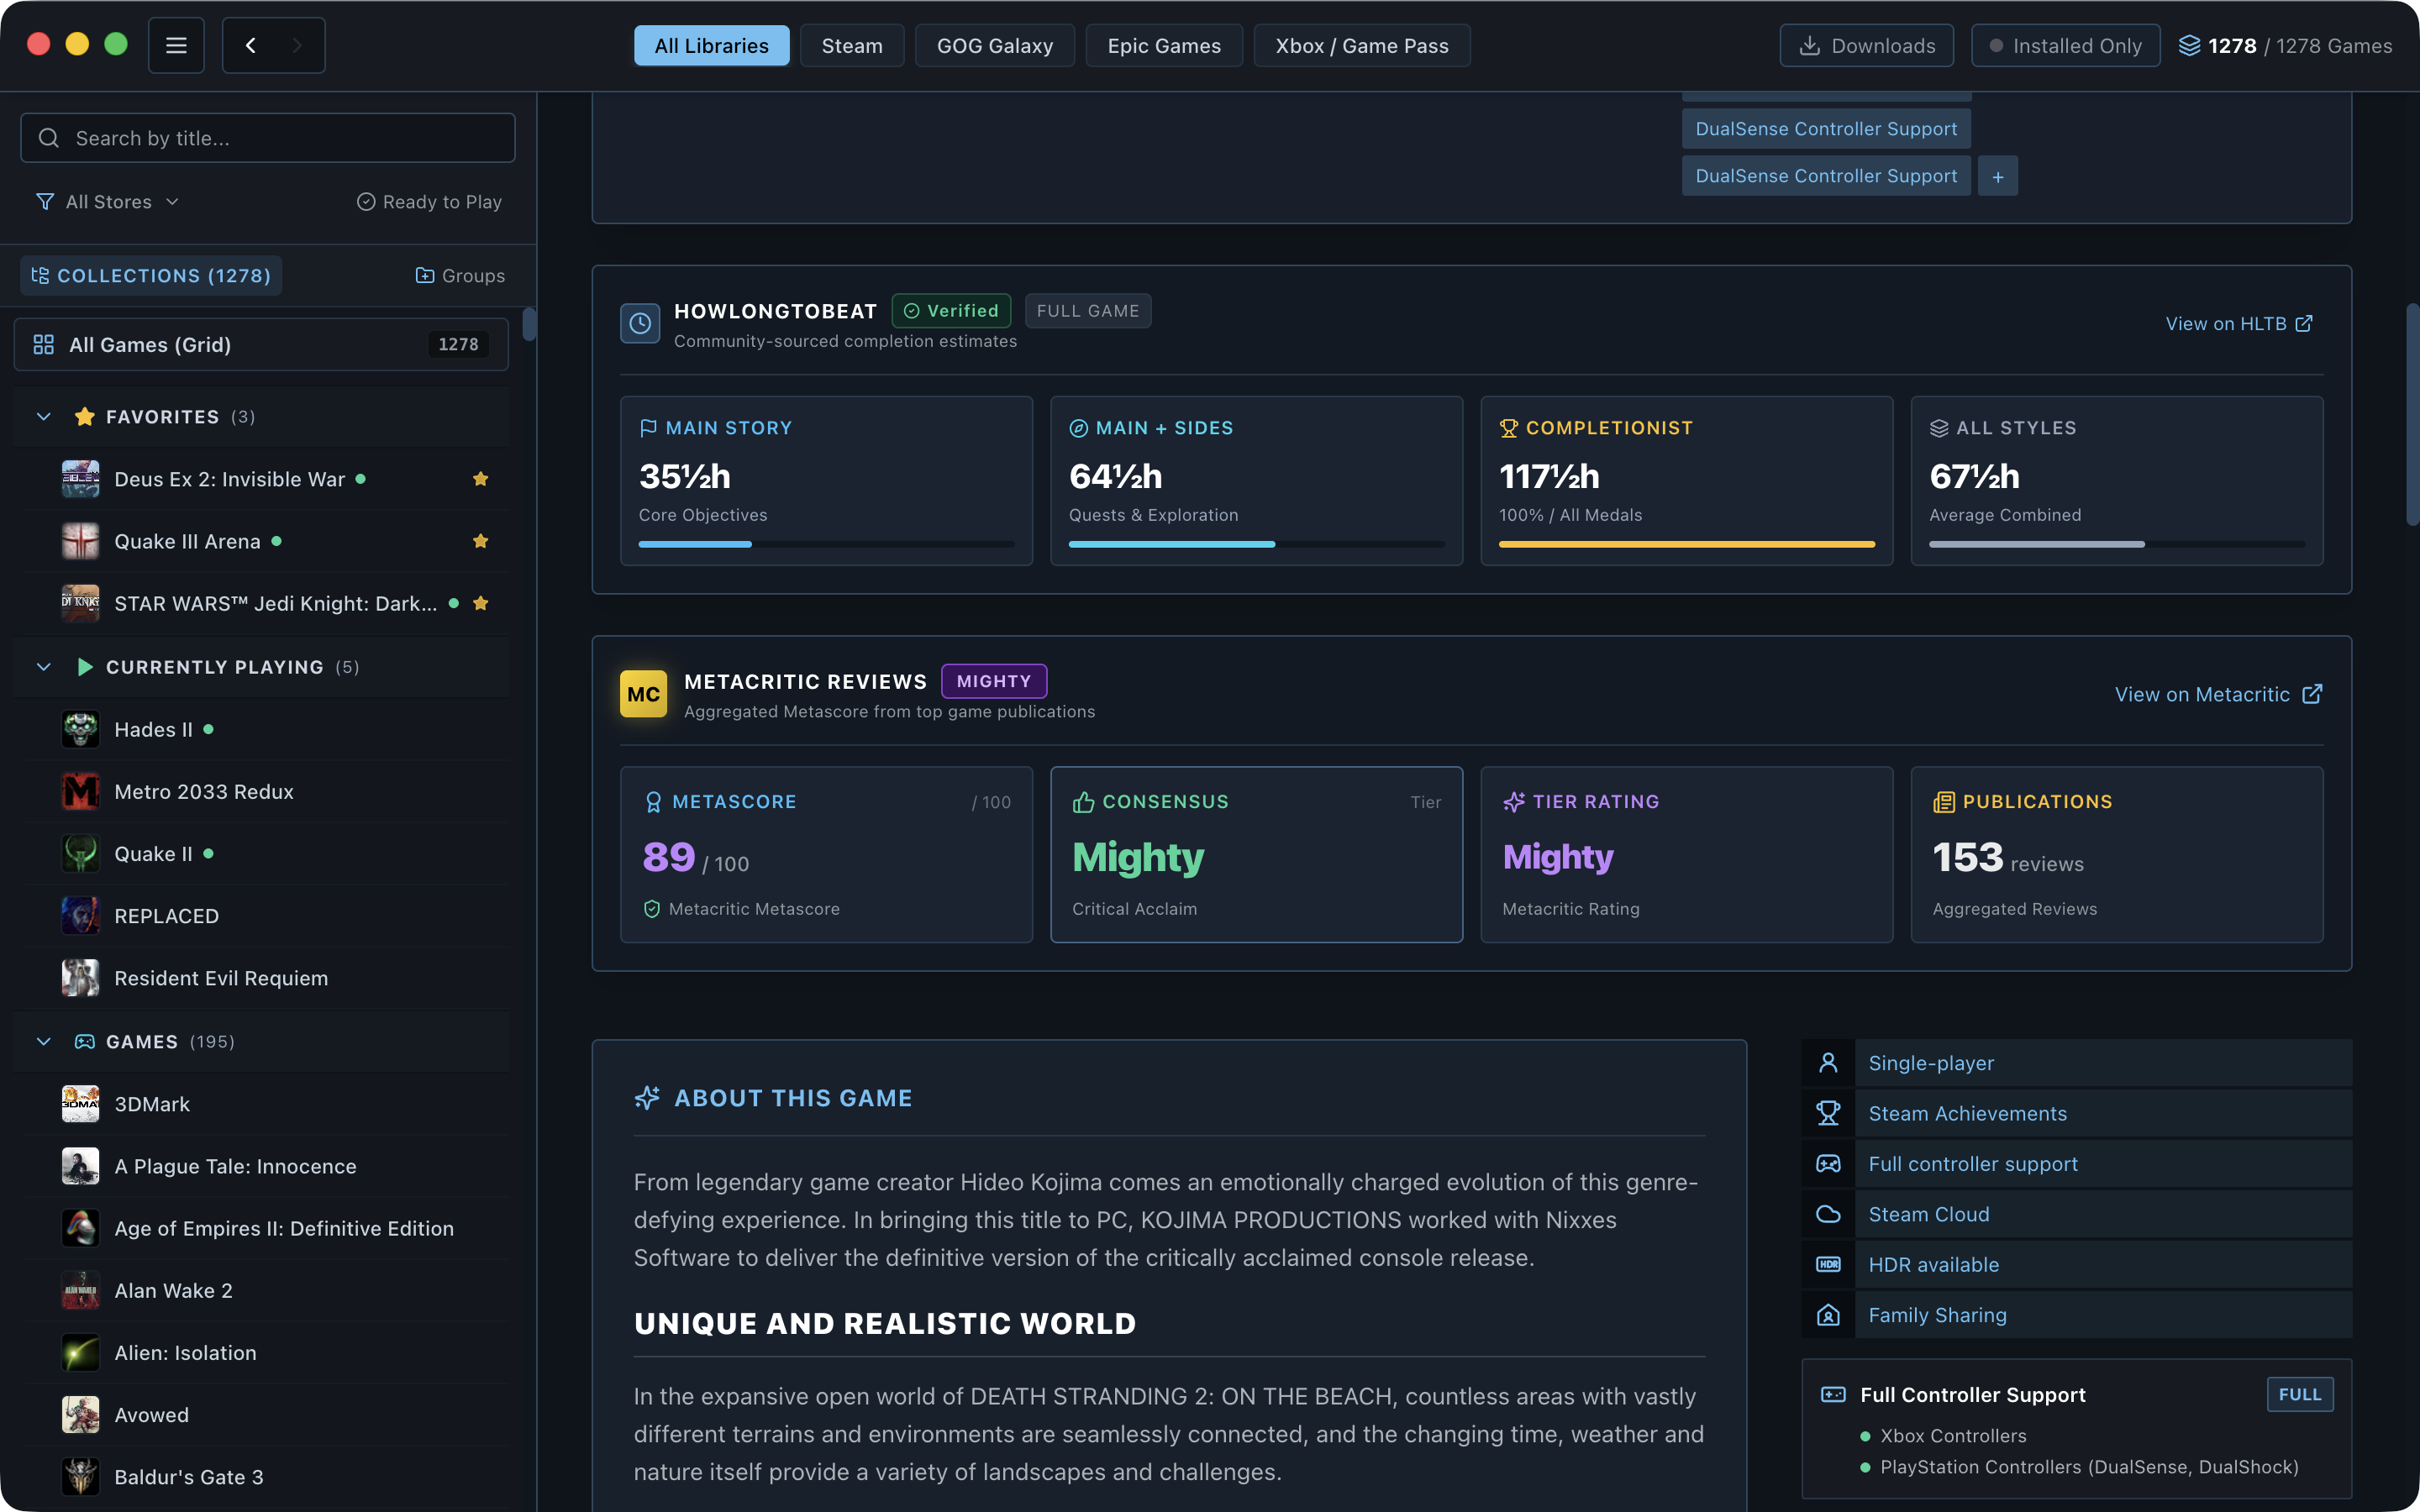 All Libraries
Steam
GOG Galaxy
Epic Games
Xbox / Game Pass
Downloads
Installed Only
1278 / 1278 Games
Search by title...
All Stores
Ready to Play
COLLECTIONS (1278)
Groups
All Games (Grid)
1278
FAVORITES (3)
Deus Ex 2: Invisible War
Quake III Arena
STAR WARS™ Jedi Knight: Dark...
CURRENTLY PLAYING (5)
Hades II
Metro 2033 Redux
Quake II
REPLACED
Resident Evil Requiem
GAMES (195)
3DMark
A Plague Tale: Innocence
Age of Empires II: Definitive Edition
Alan Wake 2
Alien: Isolation
Avowed
Baldur's Gate 3
DualSense Controller Support
DualSense Controller Support
+
HOWLONGTOBEAT
Verified
FULL GAME
Community-sourced completion estimates
View on HLTB
MAIN STORY
35½h
Core Objectives
MAIN + SIDES
64½h
Quests & Exploration
COMPLETIONIST
117½h
100% / All Medals
ALL STYLES
67½h
Average Combined
MC
METACRITIC REVIEWS
MIGHTY
Aggregated Metascore from top game publications
View on Metacritic
METASCORE
/ 100
89 / 100
Metacritic Metascore
CONSENSUS
Tier
Mighty
Critical Acclaim
TIER RATING
Mighty
Metacritic Rating
PUBLICATIONS
153 reviews
Aggregated Reviews
ABOUT THIS GAME
From legendary game creator Hideo Kojima comes an emotionally charged evolution of this genre-
defying experience. In bringing this title to PC, KOJIMA PRODUCTIONS worked with Nixxes
Software to deliver the definitive version of the critically acclaimed console release.
UNIQUE AND REALISTIC WORLD
In the expansive open world of DEATH STRANDING 2: ON THE BEACH, countless areas with vastly
different terrains and environments are seamlessly connected, and the changing time, weather and
nature itself provide a variety of landscapes and challenges.
Single-player
Steam Achievements
Full controller support
Steam Cloud
HDR
HDR available
Family Sharing
Full Controller Support
FULL
Xbox Controllers
PlayStation Controllers (DualSense, DualShock)